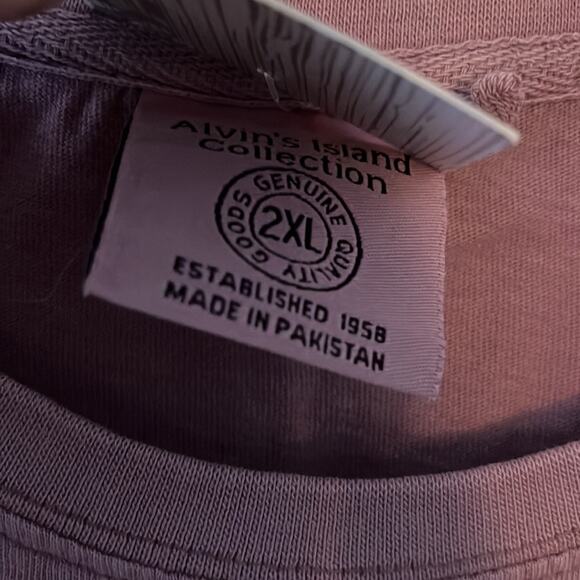 Alvin's Island
Collection
GENUINE QUALITY GOODS
2XL
ESTABLISHED 1958
MADE IN PAKISTAN